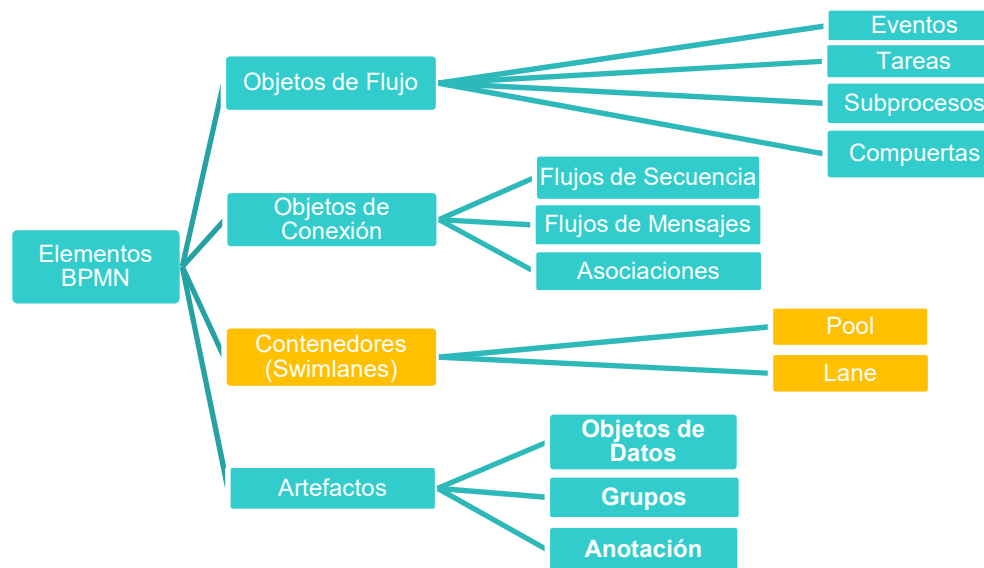 Elementos
BPMN
Objetos de Flujo
Eventos
Tareas
Subprocesos
Compuertas
Objetos de
Conexión
Flujos de Secuencia
Flujos de Mensajes
Asociaciones
Contenedores
(Swimlanes)
Pool
Lane
Artefactos
Objetos de
Datos
Grupos
Anotación